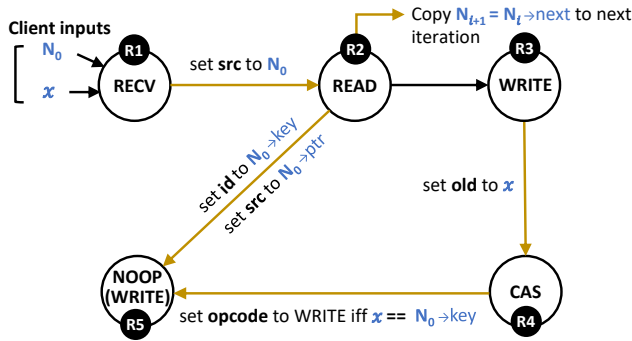 Client inputs
N0
x
R1
RECV
set src to N0
R2
READ
Copy Ni+1 = Ni→next to next
iteration
R3
WRITE
set id to N0→key
set src to N0→ptr
set old to x
NOOP
(WRITE)
R5
set opcode to WRITE iff x == N0→key
CAS
R4